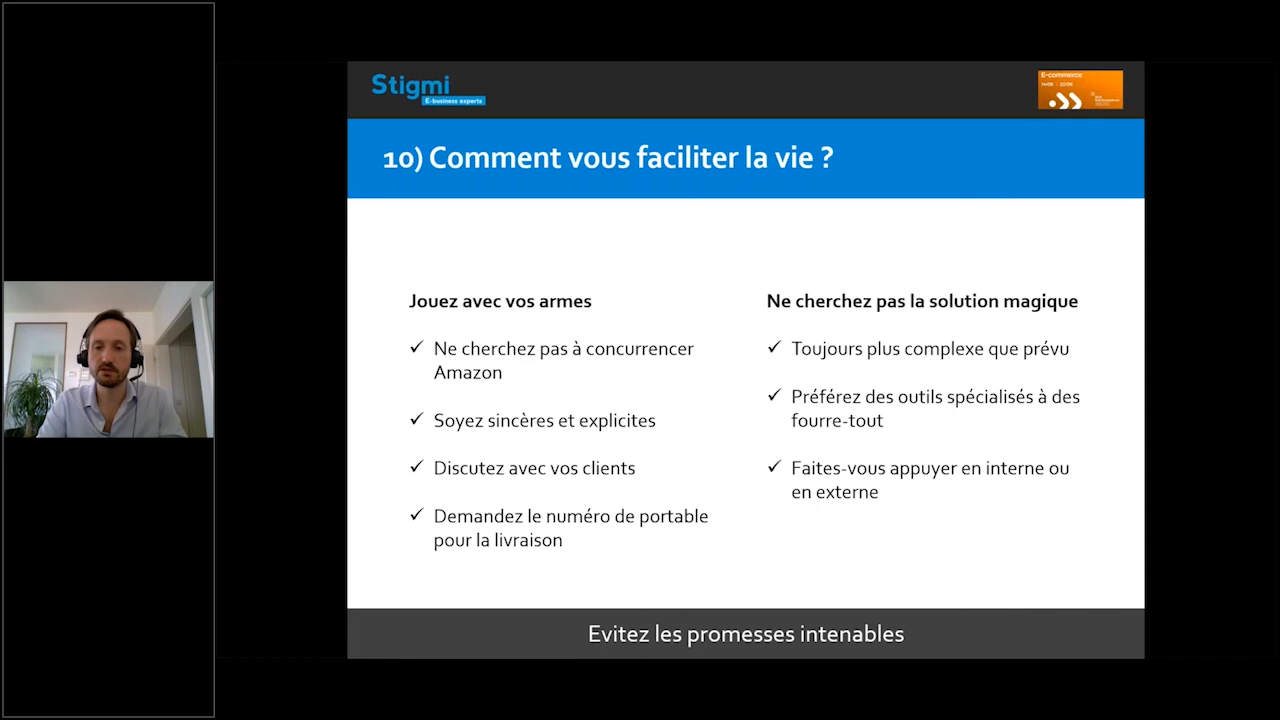 Stigmi
E-business experts
E-commerce
10) Comment vous faciliter la vie ?
Jouez avec vos armes
Ne cherchez pas à concurrencer
Amazon
Soyez sincères et explicites
Discutez avec vos clients
Demandez le numéro de portable
pour la livraison
Ne cherchez pas la solution magique
Toujours plus complexe que prévu
Préférez des outils spécialisés à des
fourre-tout
Faites-vous appuyer en interne ou
en externe
Evitez les promesses intenables